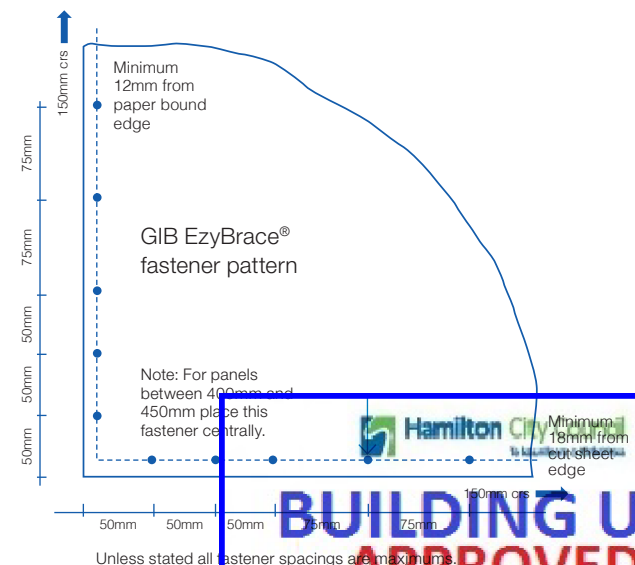 150mm crs
Minimum
12mm from
paper bound
edge
75mm
75mm
50mm
50mm
50mm
GIB EzyBrace®
fastener pattern
Note: For panels
between 400mm and
450mm place this
fastener centrally.
Hamilton City Council
Minimum
18mm from
cut sheet
edge
150mm crs
50mm
50mm
50mm
75mm
75mm
BUILDING U
Unless stated all fastener spacings are maximums.
APPROVED